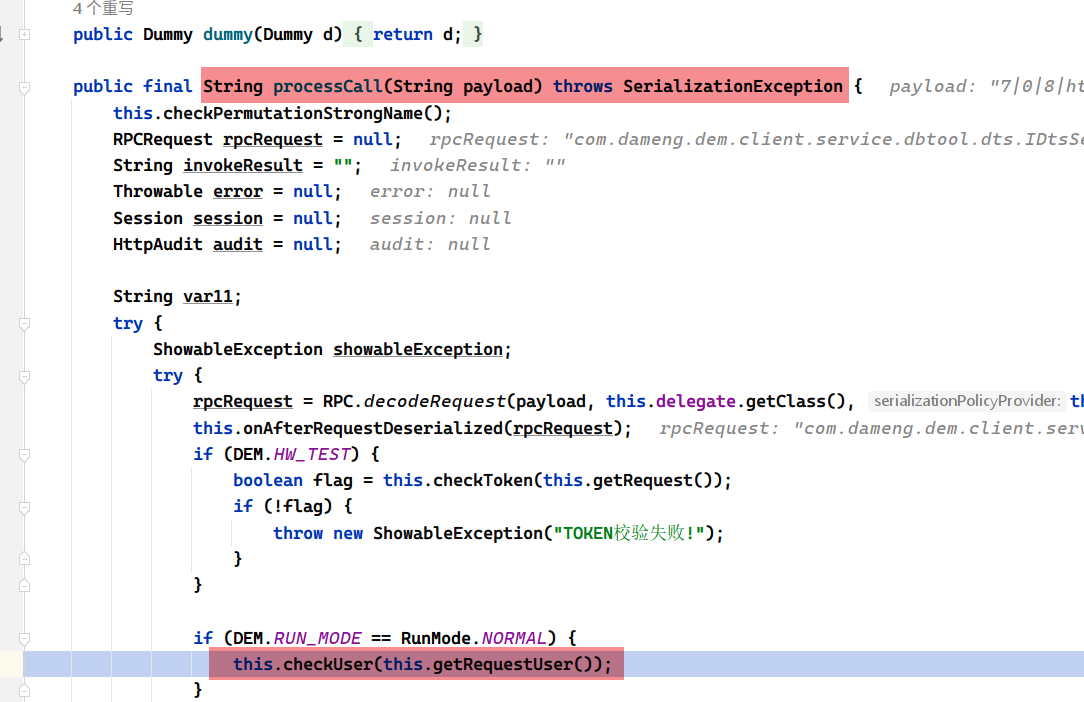 4 个重写
public Dummy dummy(Dummy d) { return d; }
public final String processCall(String payload) throws SerializationException { payload: "7|0|8|ht
this.checkPermutationStrongName();
RPCRequest rpcRequest = null; rpcRequest: "com.dameng.dem.client.service.dbtool.dts.IDtsSe
String invokeResult = ""; invokeResult: ""
Throwable error = null; error: null
Session session = null; session: null
HttpAudit audit = null; audit: null
String var11;
try {
ShowableException showableException;
try {
rpcRequest = RPC.decodeRequest(payload, this.delegate.getClass(), serializationPolicyProvider: th
this.onAfterRequestDeserialized(rpcRequest); rpcRequest: "com.dameng.dem.client.serv
if (DEM.HW_TEST) {
boolean flag = this.checkToken(this.getRequest());
if (!flag) {
throw new ShowableException("TOKEN校验失败!");
}
}
if (DEM.RUN_MODE == RunMode.NORMAL) {
this.checkUser(this.getRequestUser());
}